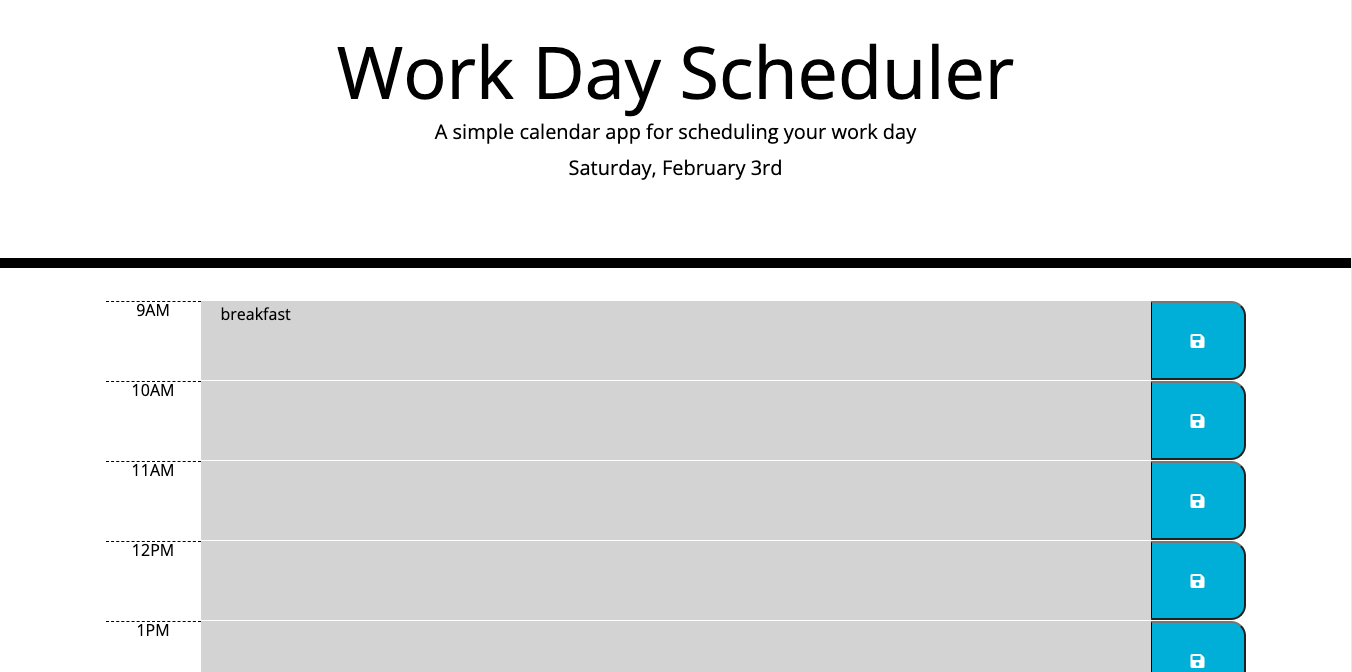 Work Day Scheduler
A simple calendar app for scheduling your work day
Saturday, February 3rd
9AM
breakfast
10AM
11AM
12PM
1PM